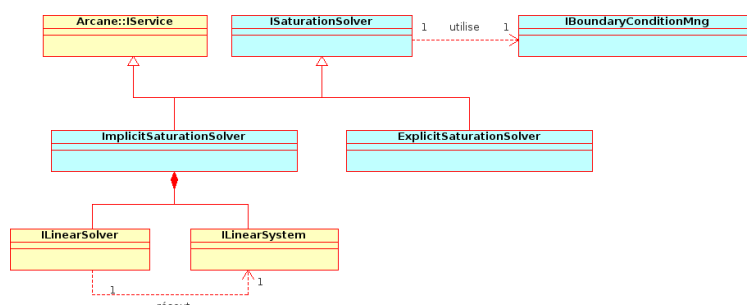 Arcane::IService
ISaturationSolver
1 utilise 1
IBoundaryConditionMng
ImplicitSaturationSolver
ExplicitSaturationSolver
ILinearSolver
ILinearSystem
1
1